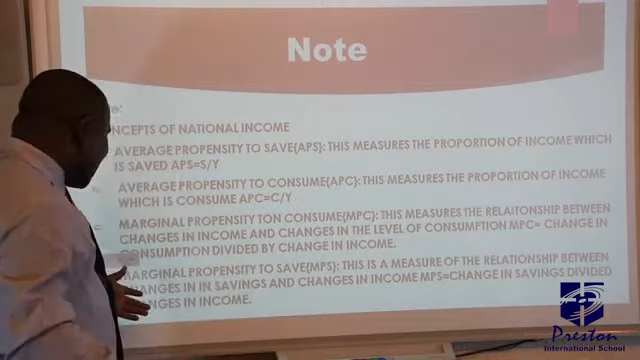 Note
e:
NCEPTS OF NATIONAL INCOME
AVERAGE PROPENSITY TO SAVE(APS): THIS MEASURES THE PROPORTION OF INCOME WHICH
IS SAVED APS=S/Y
AVERAGE PROPENSITY TO CONSUME(APC): THIS MEASURES THE PROPORTION OF INCOME
WHICH IS CONSUME APC=C/Y
MARGINAL PROPENSITY TON CONSUME(MPC): THIS MEASURES THE RELAITONSHIP BETWEEN
CHANGES IN INCOME AND CHANGES IN THE LEVEL OF CONSUMPTION MPC= CHANGE IN
CONSUMPTION DIVIDED BY CHANGE IN INCOME.
MARGINAL PROPENSITY TO SAVE(MPS): THIS IS A MEASURE OF THE RELATIONSHIP BETWEEN
CHANGES IN IN SAVINGS AND CHANGES IN INCOME MPS=CHANGE IN SAVINGS DIVIDED
NGES IN INCOME.
Preston
International School